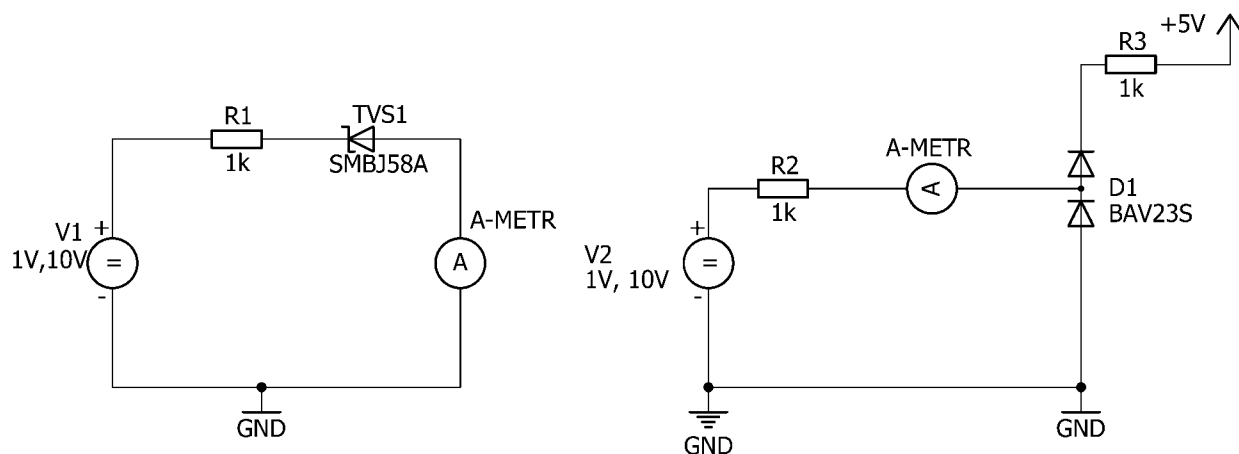 TVS1
R1
1k
SMBJ58A
V1
1V,10V
+
=
-
A-METR
A
GND
+5V
R3
1k
A-METR
R2
1k
A
D1
BAV23S
V2
1V, 10V
+
=
-
GND
GND